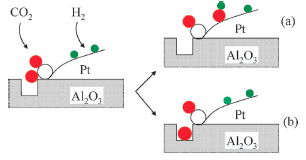 CO₂ H₂
Pt
Al₂O₃
Pt (a)
Al₂O₃
Pt
Al₂O₃ (b)